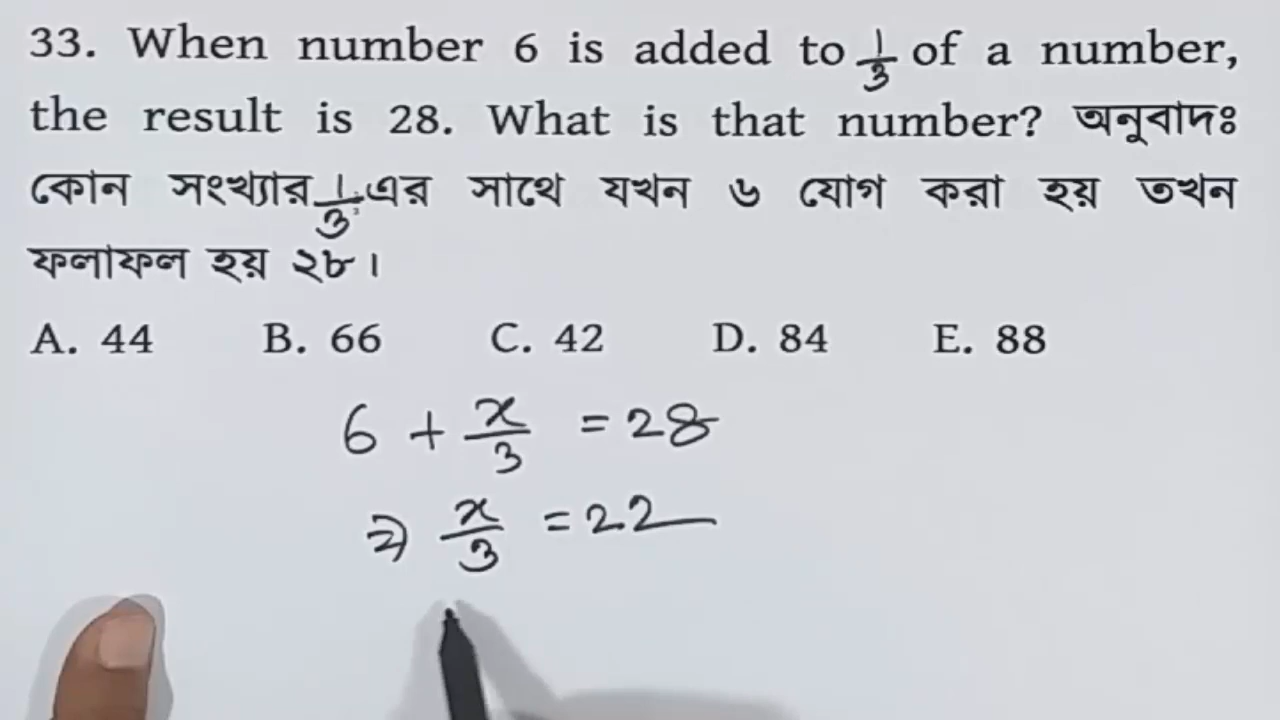 33. When number 6 is added to 1/3 of a number,
the result is 28. What is that number? অনুবাদঃ
কোন সংখ্যার 1/3 এর সাথে যখন ৬ যোগ করা হয় তখন
ফলাফল হয় ২৮।
A. 44 B. 66 C. 42 D. 84 E. 88
6 + x/3 = 28
⇒ x/3 = 22